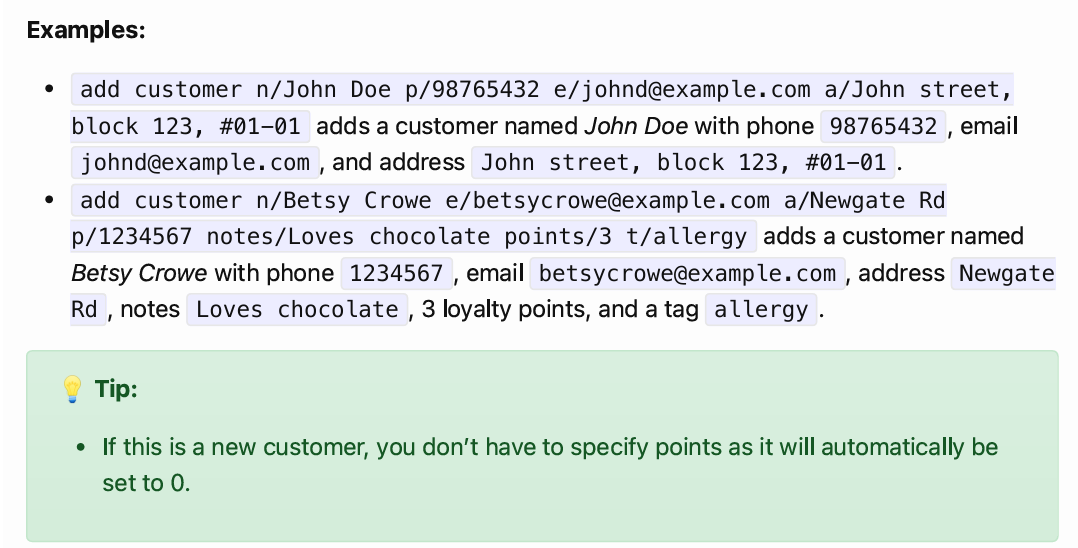 Examples:
• add customer n/John Doe p/98765432 e/johnd@example.com a/John street,
block 123, #01-01 adds a customer named John Doe with phone 98765432 , email
johnd@example.com , and address John street, block 123, #01-01 .
• add customer n/Betsy Crowe e/betsycrowe@example.com a/Newgate Rd
p/1234567 notes/Loves chocolate points/3 t/allergy adds a customer named
Betsy Crowe with phone 1234567 , email betsycrowe@example.com , address Newgate
Rd , notes Loves chocolate , 3 loyalty points, and a tag allergy .
💡 Tip:
• If this is a new customer, you don’t have to specify points as it will automatically be
set to 0.